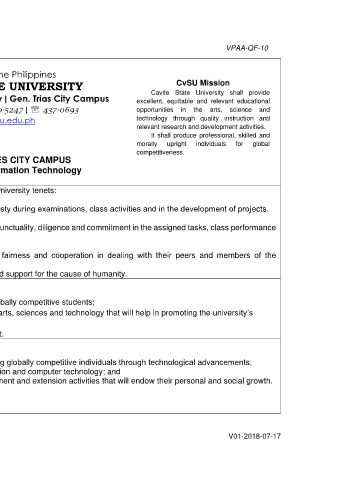 VPAA-QF-10
he Philippines
E UNIVERSITY
y | Gen. Trias City Campus
9-5247 | ☏ 437-0693
u.edu.ph
ES CITY CAMPUS
rmation Technology
CvSU Mission
Cavite State University shall provide
excellent, equitable and relevant educational
opportunities in the arts, science and
technology through quality instruction and
relevant research and development activities.
It shall produce professional, skilled and
morally upright individuals for global
competitiveness.
niversity tenets:
esty during examinations, class activities and in the development of projects.
unctuality, diligence and commitment in the assigned tasks, class performance
fairness and cooperation in dealing with their peers and members of the
d support for the cause of humanity.
bally competitive students;
arts, sciences and technology that will help in promoting the university's
t.
g globally competitive individuals through technological advancements;
ion and computer technology; and
ment and extension activities that will endow their personal and social growth.
V01-2018-07-17